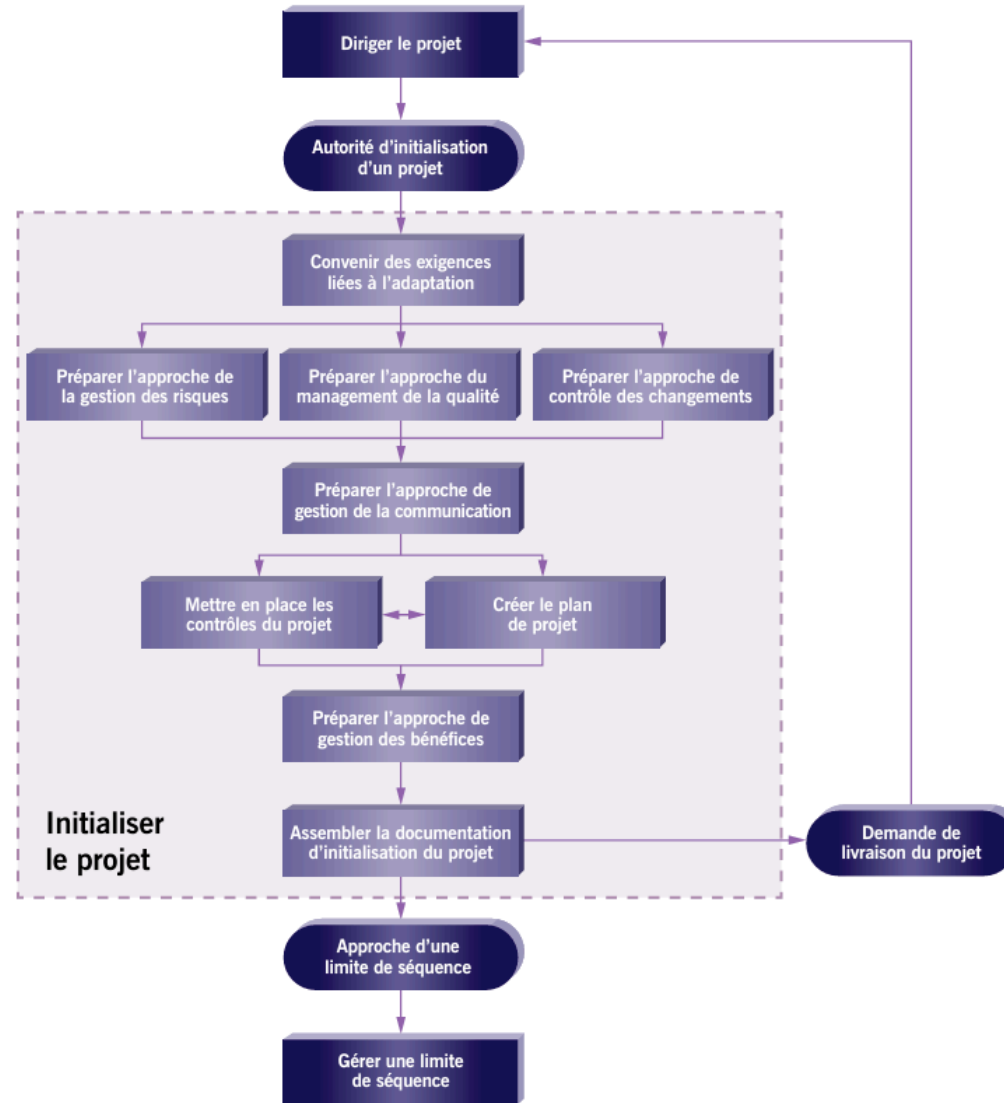 Diriger le projet
Autorité d'initialisation
d'un projet
Convenir des exigences
liées à l'adaptation
Préparer l'approche de
la gestion des risques
Préparer l'approche du
management de la qualité
Préparer l'approche de
contrôle des changements
Préparer l'approche de
gestion de la communication
Mettre en place les
contrôles du projet
Créer le plan
de projet
Préparer l'approche de
gestion des bénéfices
Initialiser
le projet
Assembler la documentation
d'initialisation du projet
Demande de
livraison du projet
Approche d'une
limite de séquence
Gérer une limite
de séquence